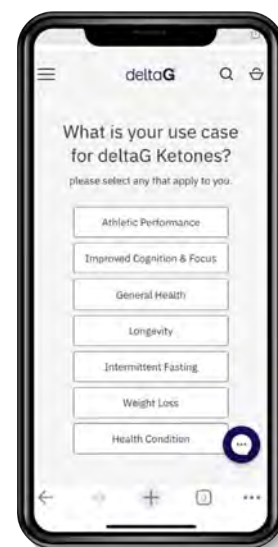 deltaG
What is your use case
for deltaG Ketones?
please select any that apply to you.
Athletic Performance
Improved Cognition & Focus
General Health
Longevity
Intermittent Fasting
Weight Loss
Health Condition